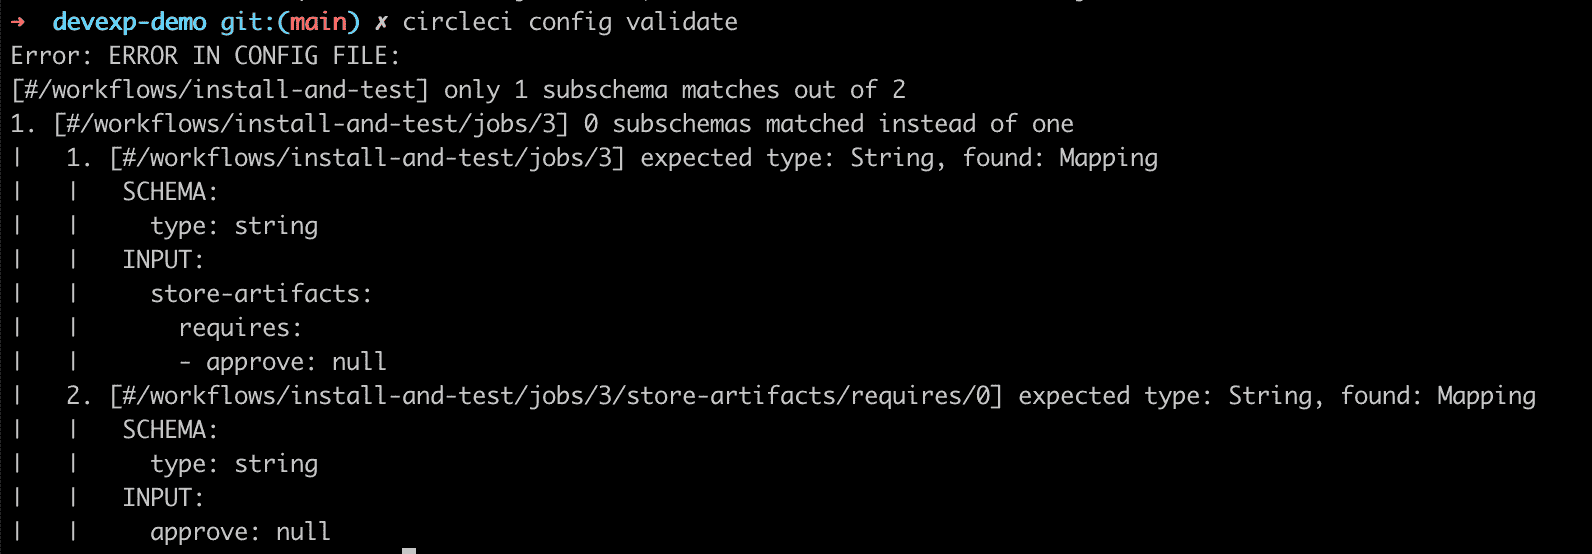 ➜  devexp-demo git:(main) ✗ circleci config validate
Error: ERROR IN CONFIG FILE:
[#/workflows/install-and-test] only 1 subschema matches out of 2
1. [#/workflows/install-and-test/jobs/3] 0 subschemas matched instead of one
|   1. [#/workflows/install-and-test/jobs/3] expected type: String, found: Mapping
|   |   SCHEMA:
|   |     type: string
|   |   INPUT:
|   |     store-artifacts:
|   |       requires:
|   |       - approve: null
|   2. [#/workflows/install-and-test/jobs/3/store-artifacts/requires/0] expected type: String, found: Mapping
|   |   SCHEMA:
|   |     type: string
|   |   INPUT:
|   |     approve: null